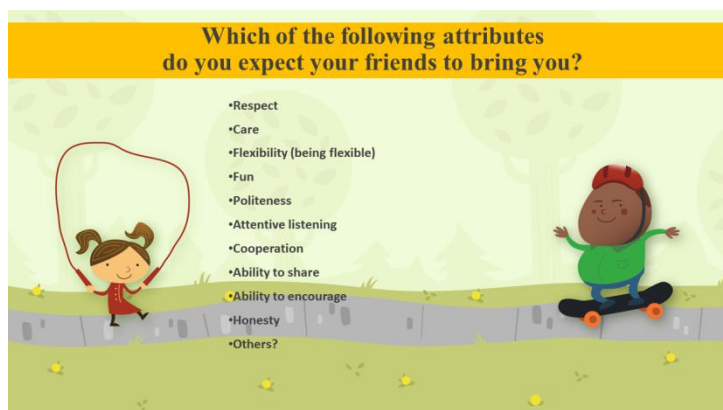 Which of the following attributes
do you expect your friends to bring you?
•Respect
•Care
•Flexibility (being flexible)
•Fun
•Politeness
•Attentive listening
•Cooperation
•Ability to share
•Ability to encourage
•Honesty
•Others?